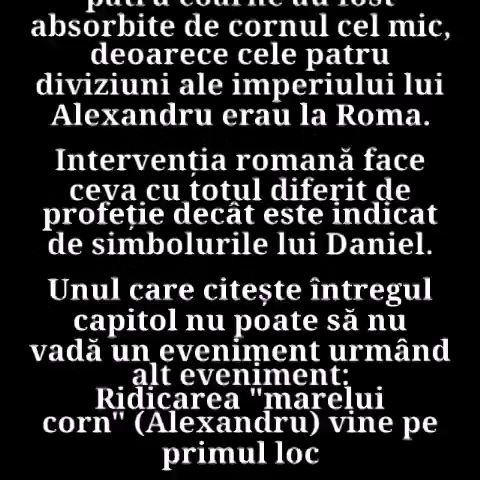 patru coarne au fost
absorbite de cornul cel mic,
deoarece cele patru
diviziuni ale imperiului lui
Alexandru erau la Roma.
Intervenția romană face
ceva cu totul diferit de
profeție decât este indicat
de simbolurile lui Daniel.
Unul care citește întregul
capitol nu poate să nu
vadă un eveniment urmând
alt eveniment:
Ridicarea "marelui
corn" (Alexandru) vine pe
primul loc